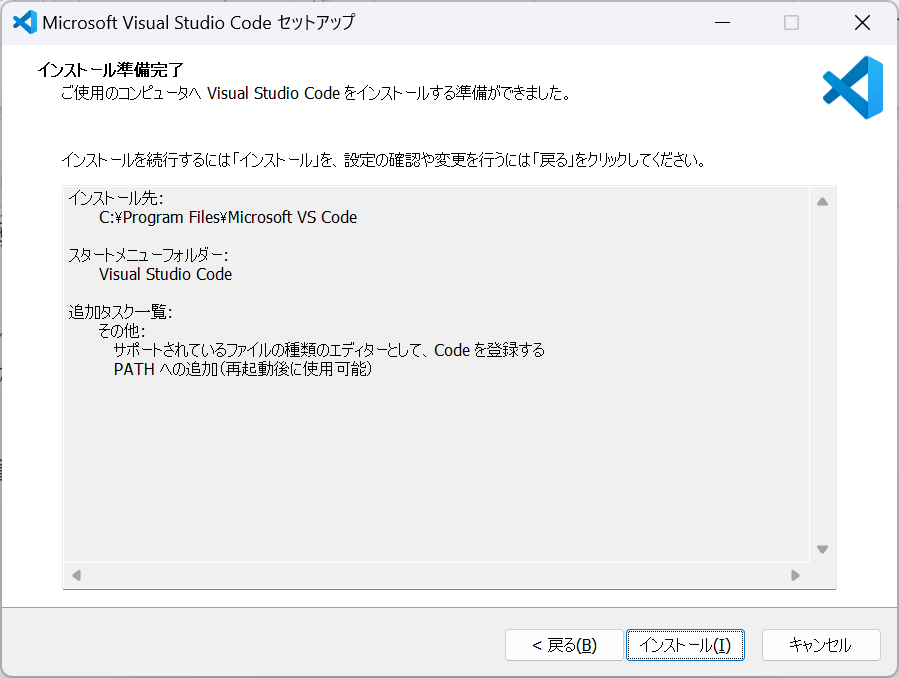 Microsoft Visual Studio Code セットアップ
インストール準備完了
ご使用のコンピュータへ Visual Studio Code をインストールする準備ができました。
インストールを続行するには「インストール」を、設定の確認や変更を行うには「戻る」をクリックしてください。
インストール先:
C:¥Program Files¥Microsoft VS Code
スタートメニューフォルダー:
Visual Studio Code
追加タスク一覧:
その他:
サポートされているファイルの種類のエディターとして、Code を登録する
PATH への追加(再起動後に使用可能)
< 戻る(B) インストール(I) キャンセル